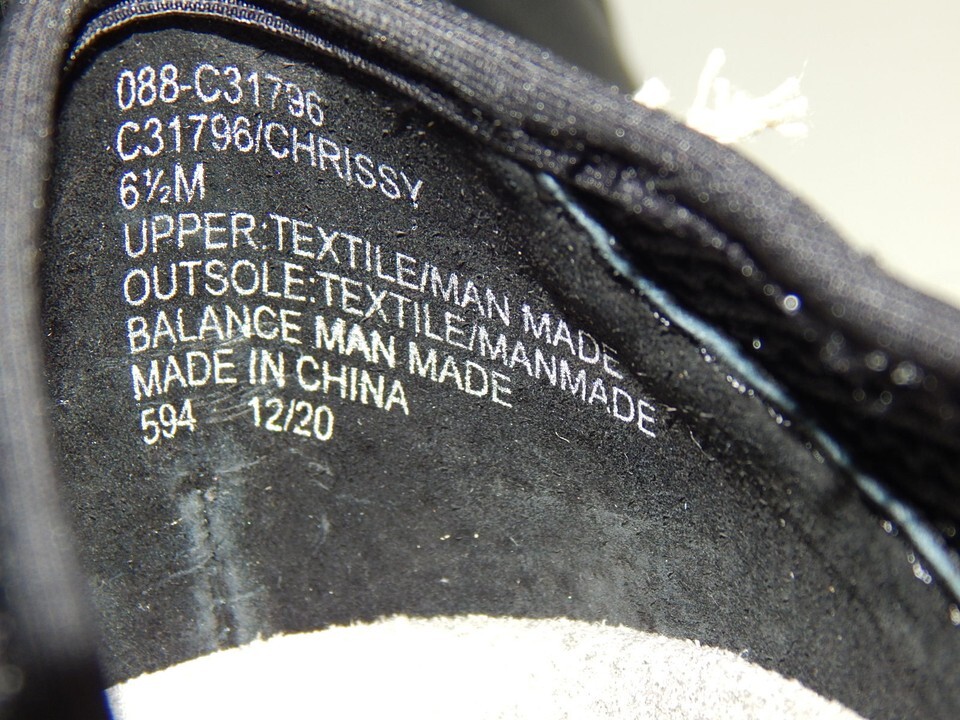 088-C31796
C31796/CHRISSY
6½M
UPPER:TEXTILE/MAN MADE
OUTSOLE:TEXTILE/MANMADE
BALANCE MAN MADE
MADE IN CHINA
594 12/20